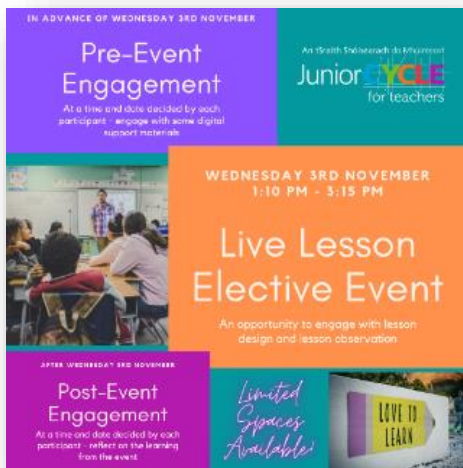 IN ADVANCE OF WEDNESDAY 3RD NOVEMBER
Pre-Event
Engagement
At a time and date decided by each
participant - engage with some digital
support materials
An tSraith Shóisearach do Mhúinteoirí
Junior CYCLE
for teachers
WEDNESDAY 3RD NOVEMBER
1:10 PM - 3:15 PM
Live Lesson
Elective Event
An opportunity to engage with lesson
design and lesson observation
AFTER WEDNESDAY 3RD NOVEMBER
Post-Event
Engagement
At a time and date decided by each
participant - reflect on the learning
from the event
Limited
Spaces
Available!
LOVE TO
LEARN